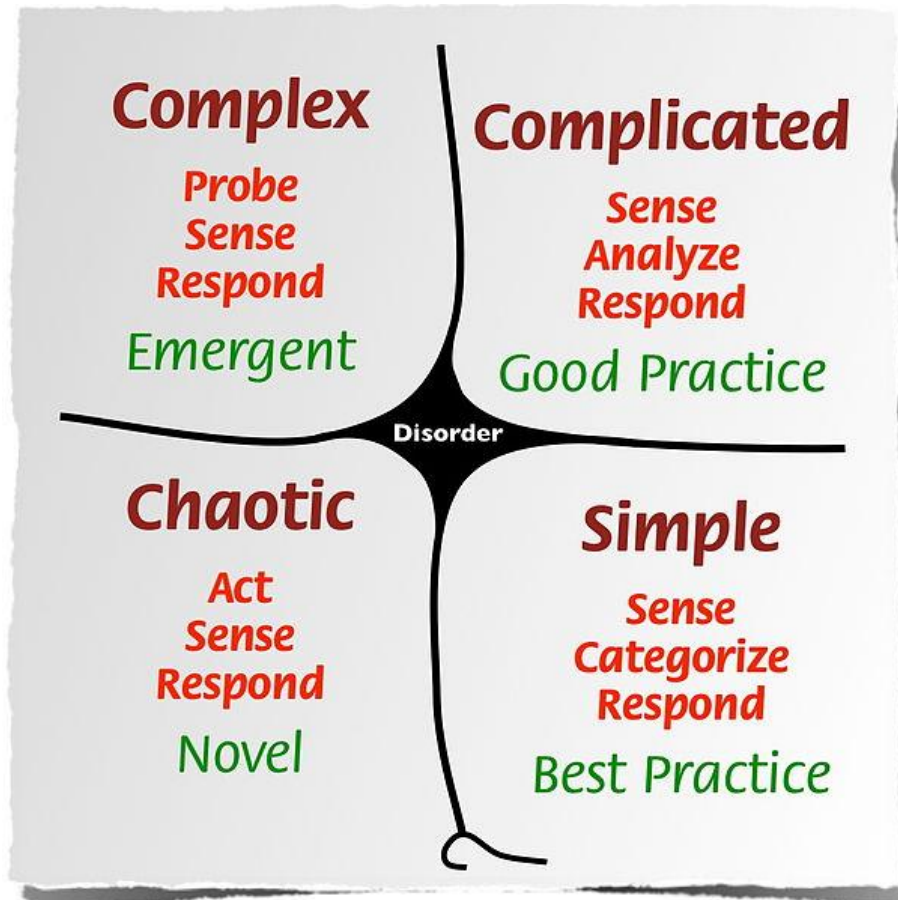 Complex
Probe
Sense
Respond
Emergent
Complicated
Sense
Analyze
Respond
Good Practice
Disorder
Chaotic
Act
Sense
Respond
Novel
Simple
Sense
Categorize
Respond
Best Practice